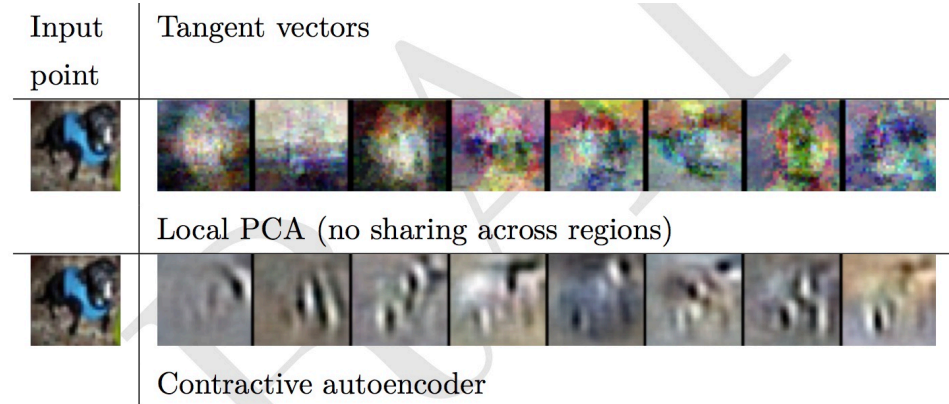 Input Tangent vectors
point
Local PCA (no sharing across regions)
Contractive autoencoder